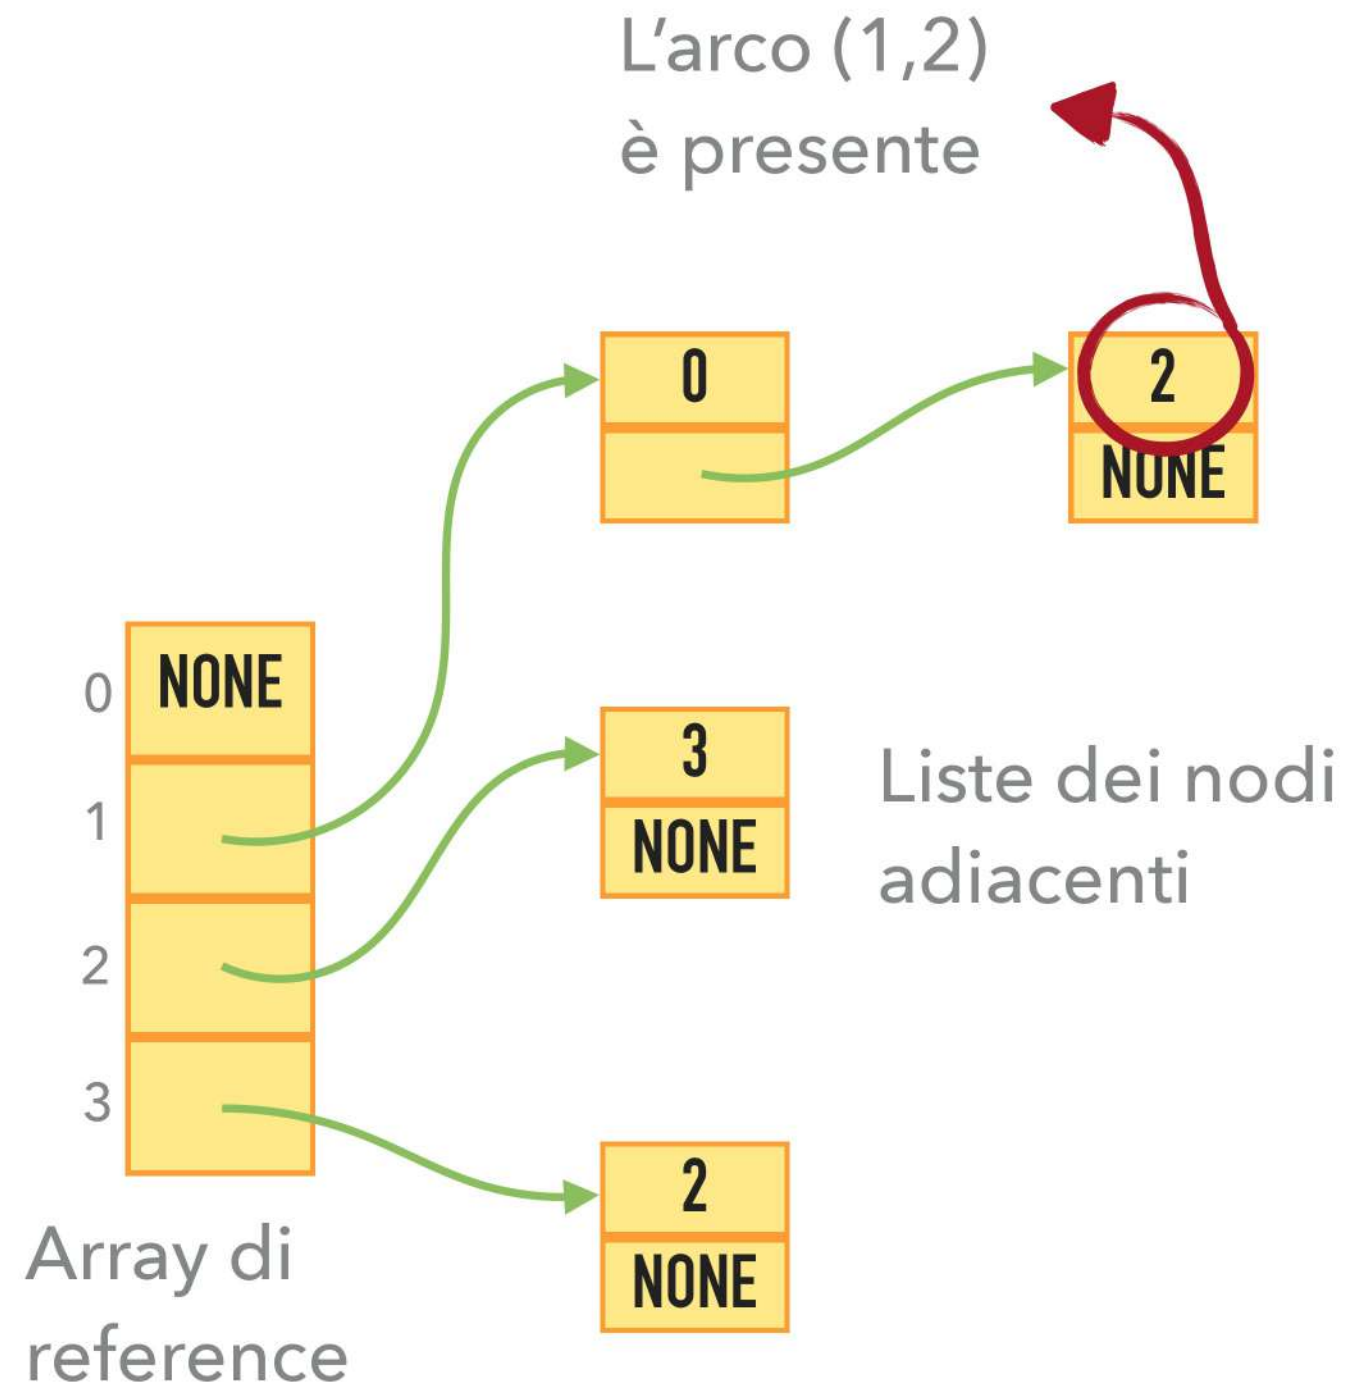 L'arco (1,2)
è presente
0
2
NONE
0 NONE
1
2
3
3
NONE
Liste dei nodi
adiacenti
2
NONE
Array di
reference